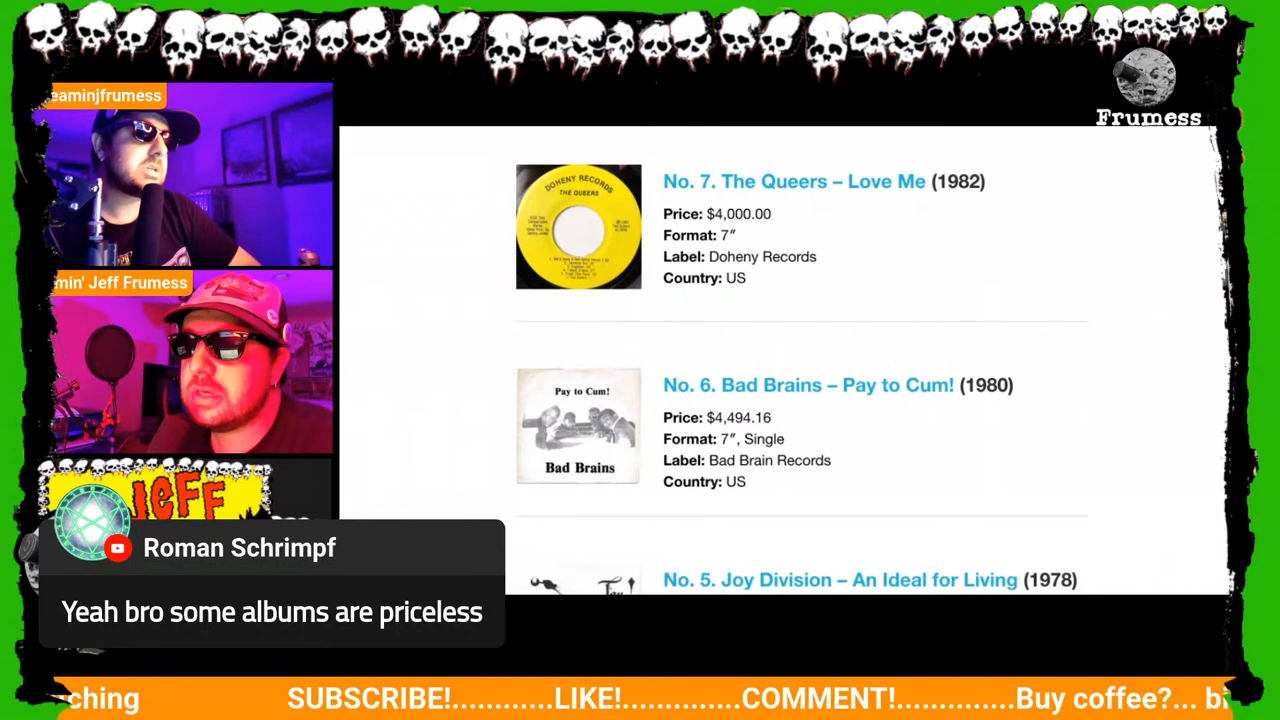 eaminjfrumess
Frumess
DOHENY RECORDS
THE QUEERS
No. 7. The Queers – Love Me (1982)
Price: $4,000.00
Format: 7″
Label: Doheny Records
Country: US
min' Jeff Frumess
Pay to Cum!
Bad Brains
No. 6. Bad Brains – Pay to Cum! (1980)
Price: $4,494.16
Format: 7″, Single
Label: Bad Brain Records
Country: US
JEFF
No. 5. Joy Division – An Ideal for Living (1978)
Roman Schrimpf
Yeah bro some albums are priceless
ching SUBSCRIBE!............LIKE!....................COMMENT!..............Buy coffee?... bi